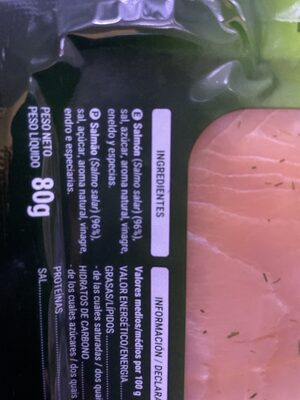 INGREDIENTES
E Salmón (Salmo salar) (96%),
sal, azúcar, aroma natural, vinagre,
eneldo y especias.
P Salmão (Salmo salar) (96%),
sal, açúcar, aroma natural, vinagre,
endro e especiarias.
PESO NETO
PESO LÍQUIDO 80g
INFORMACIÓN / DECLARA
Valores medios/médios por 100 g
VALOR ENERGÉTICO/ENERGIA
GRASAS/LÍPIDOS
- de las cuales saturadas / dos quais
HIDRATOS DE CARBONO
- de los cuales azúcares / dos quais
PROTEÍNAS
SAL